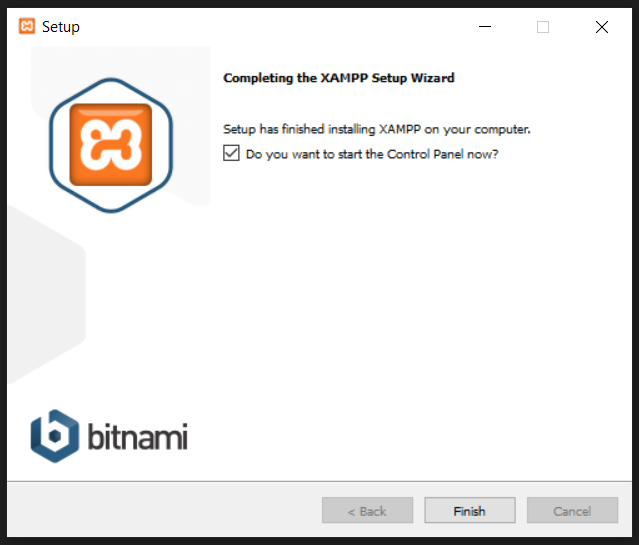 Setup
Completing the XAMPP Setup Wizard
Setup has finished installing XAMPP on your computer.
Do you want to start the Control Panel now?
bitnami
< Back
Finish
Cancel